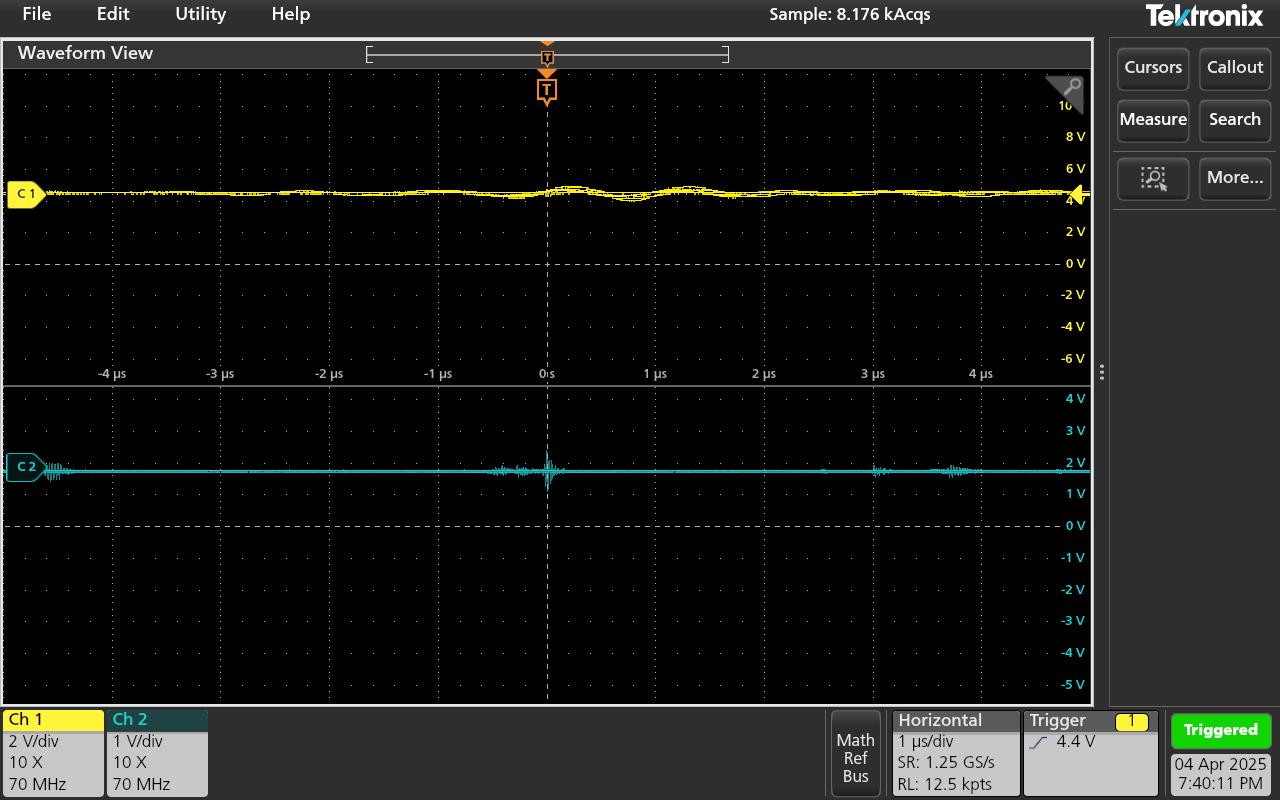 File Edit Utility Help Sample: 8.176 kAcqs Tektronix
Waveform View
T
T
Cursors Callout
Measure Search
More...
10
8 V
6 V
C 1
4 V
2 V
0 V
-2 V
-4 V
-6 V
-4 µs -3 µs -2 µs -1 µs 0 s 1 µs 2 µs 3 µs 4 µs
4 V
3 V
2 V
C 2
1 V
0 V
-1 V
-2 V
-3 V
-4 V
-5 V
Ch 1
2 V/div
10 X
70 MHz
Ch 2
1 V/div
10 X
70 MHz
Math
Ref
Bus
Horizontal
1 µs/div
SR: 1.25 GS/s
RL: 12.5 kpts
Trigger 1
4.4 V
Triggered
04 Apr 2025
7:40:11 PM